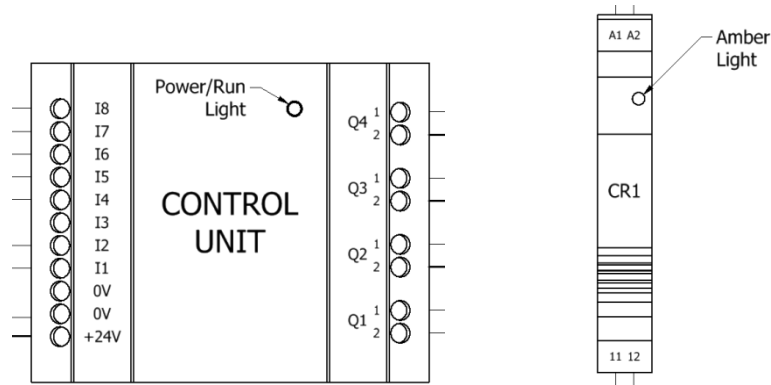 Power/Run
Light
I8
I7
I6
I5
I4
I3
I2
I1
0V
0V
+24V
CONTROL
UNIT
Q4 1
2
Q3 1
2
Q2 1
2
Q1 1
2
A1 A2
Amber
Light
CR1
11 12